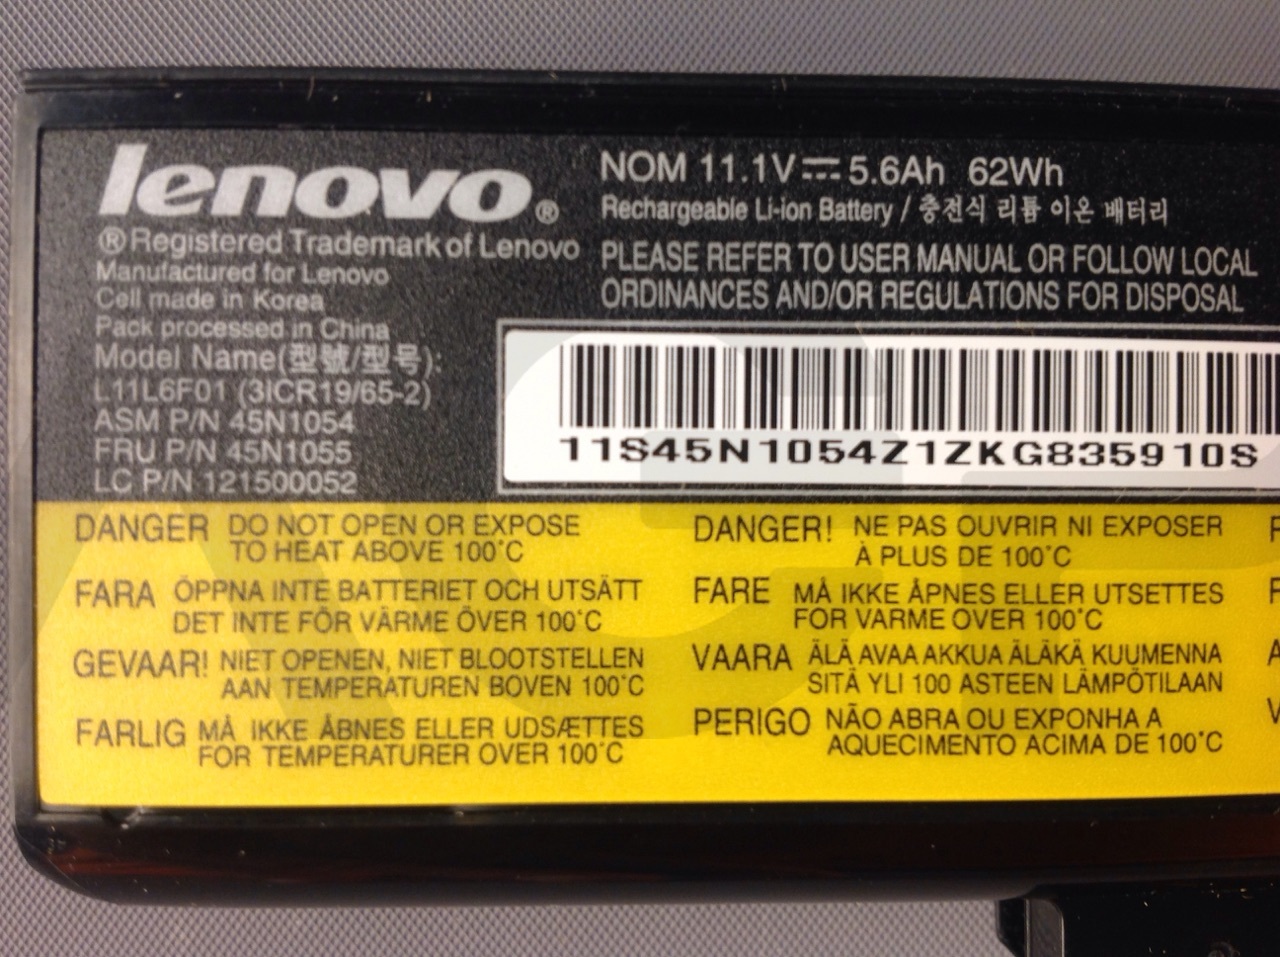 lenovo®
® Registered Trademark of Lenovo
Manufactured for Lenovo
Cell made in Korea
Pack processed in China
Model Name(型號/型号):
L11L6F01 (3ICR19/65-2)
ASM P/N 45N1054
FRU P/N 45N1055
LC P/N 121500052
NOM 11.1V⎓5.6Ah 62Wh
Rechargeable Li-ion Battery / 충전식 리튬 이온 배터리
PLEASE REFER TO USER MANUAL OR FOLLOW LOCAL
ORDINANCES AND/OR REGULATIONS FOR DISPOSAL
11S45N1054Z1ZKG835910S
DANGER DO NOT OPEN OR EXPOSE
TO HEAT ABOVE 100°C
FARA ÖPPNA INTE BATTERIET OCH UTSÄTT
DET INTE FÖR VÄRME ÖVER 100°C
GEVAAR! NIET OPENEN, NIET BLOOTSTELLEN
AAN TEMPERATUREN BOVEN 100°C
FARLIG MÅ IKKE ÅBNES ELLER UDSÆTTES
FOR TEMPERATURER OVER 100°C
DANGER! NE PAS OUVRIR NI EXPOSER
À PLUS DE 100°C
FARE MÅ IKKE ÅPNES ELLER UTSETTES
FOR VARME OVER 100°C
VAARA ÄLÄ AVAA AKKUA ÄLÄKÄ KUUMENNA
SITÄ YLI 100 ASTEEN LÄMPÖTILAAN
PERIGO NÃO ABRA OU EXPONHA A
AQUECIMENTO ACIMA DE 100°C